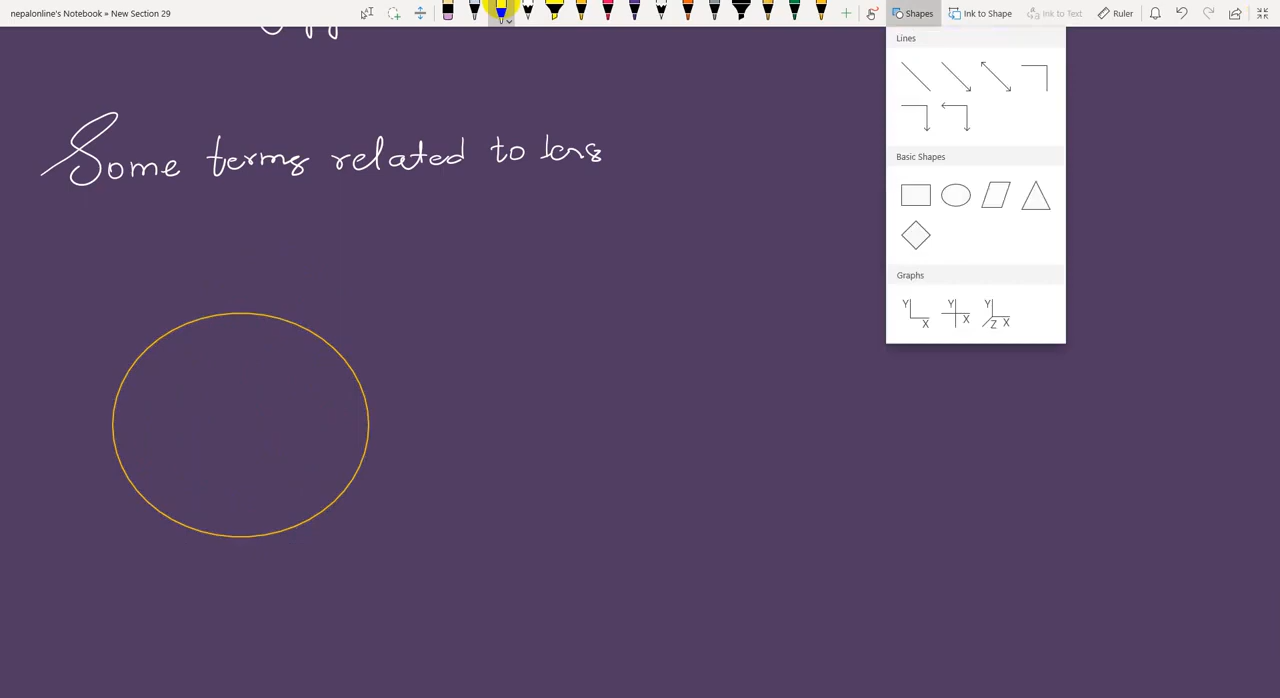 nepalonline's Notebook » New Section 29
Shapes
Ink to Shape
Ink to Text
Ruler
Lines
Some terms related to lens
Basic Shapes
Graphs
Y X
Y X
Y Z X